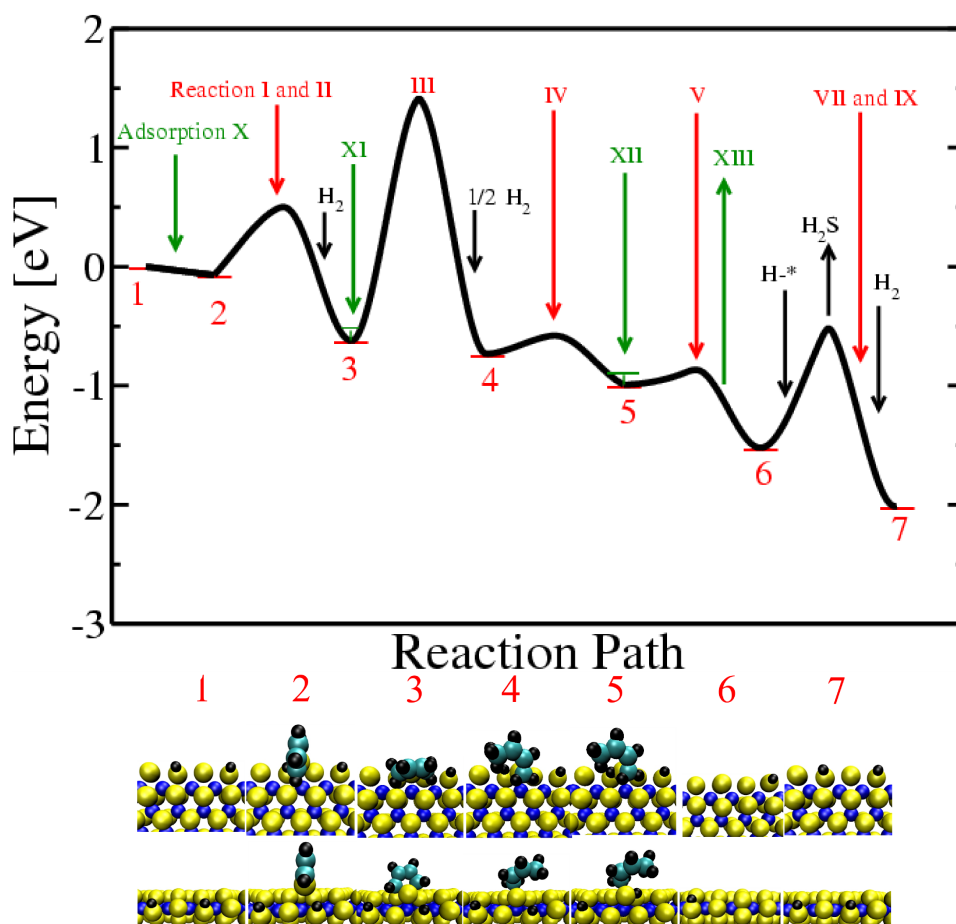 2
1
0
-1
-2
-3
Energy [eV]
Reaction Path
Adsorption X
Reaction I and II
H2
XI
III
1/2 H2
IV
XII
V
XIII
H-*
H2S
VII and IX
H2
1
2
3
4
5
6
7
1 2 3 4 5 6 7